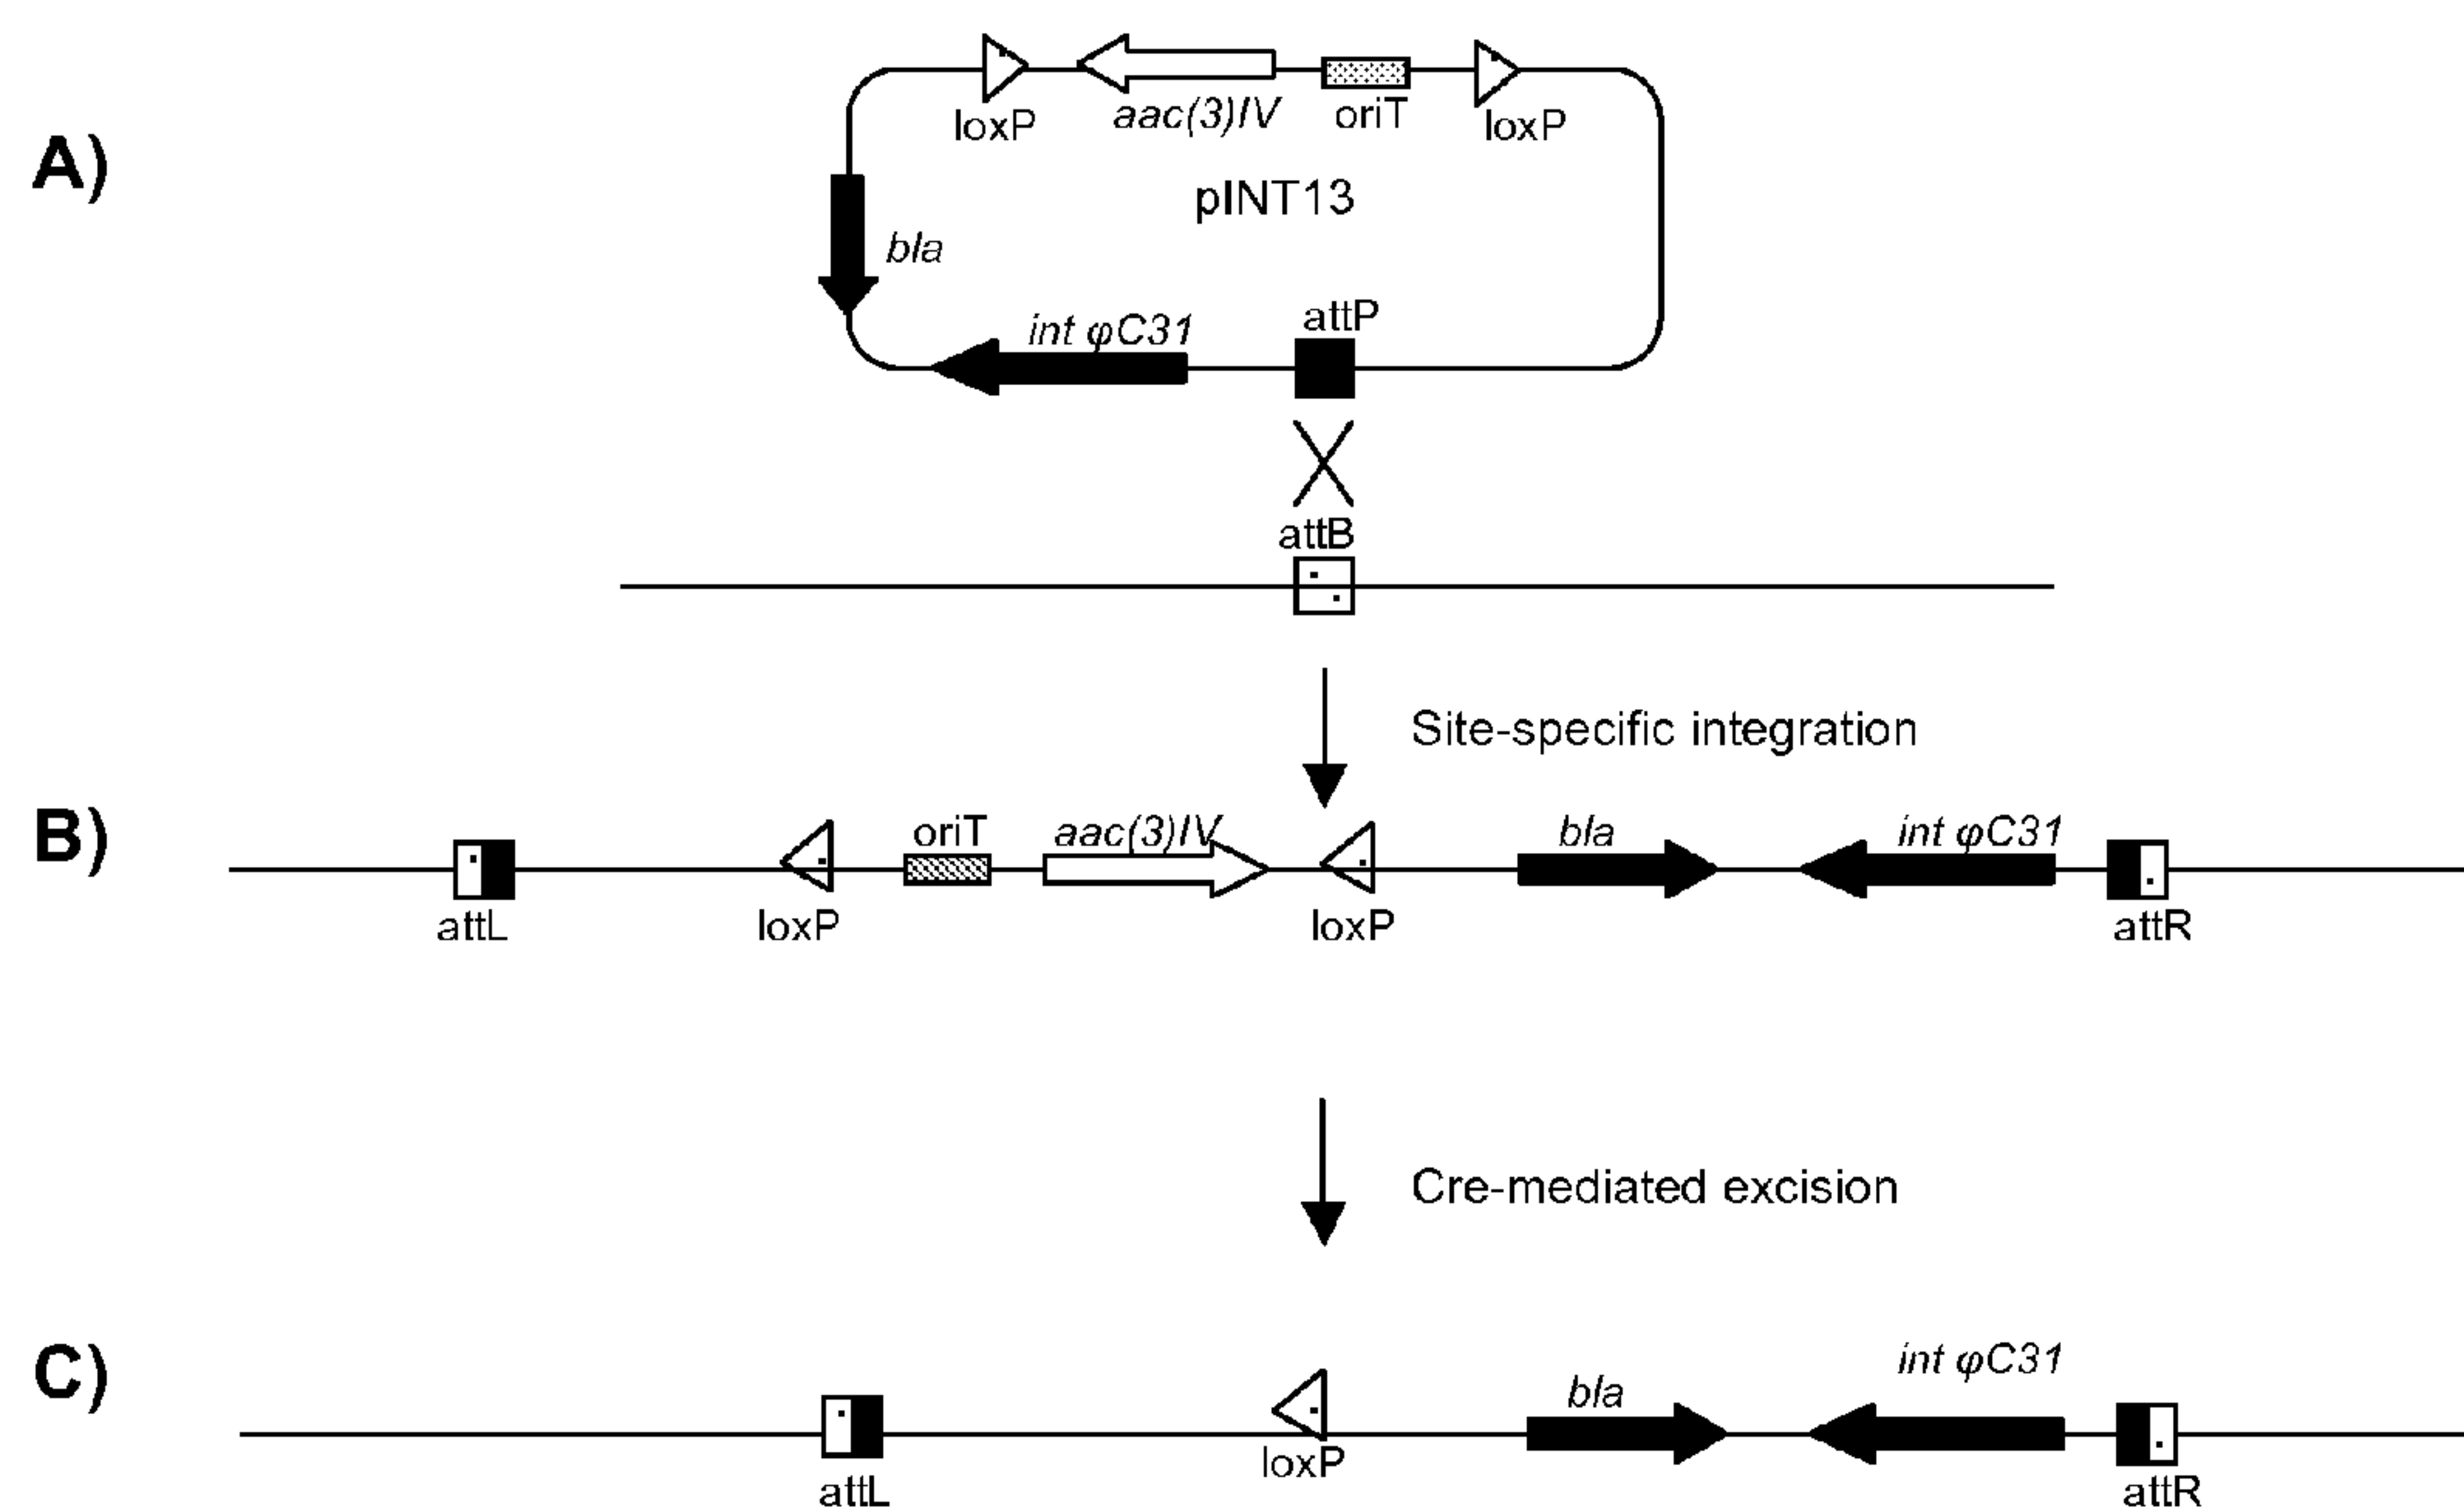 A)
loxP
aac(3)IV
oriT
loxP
pINT13
bla
int φC31
attP
attB
Site-specific integration
B)
attL
loxP
oriT
aac(3)IV
loxP
bla
int φC31
attR
Cre-mediated excision
C)
attL
loxP
bla
int φC31
attR